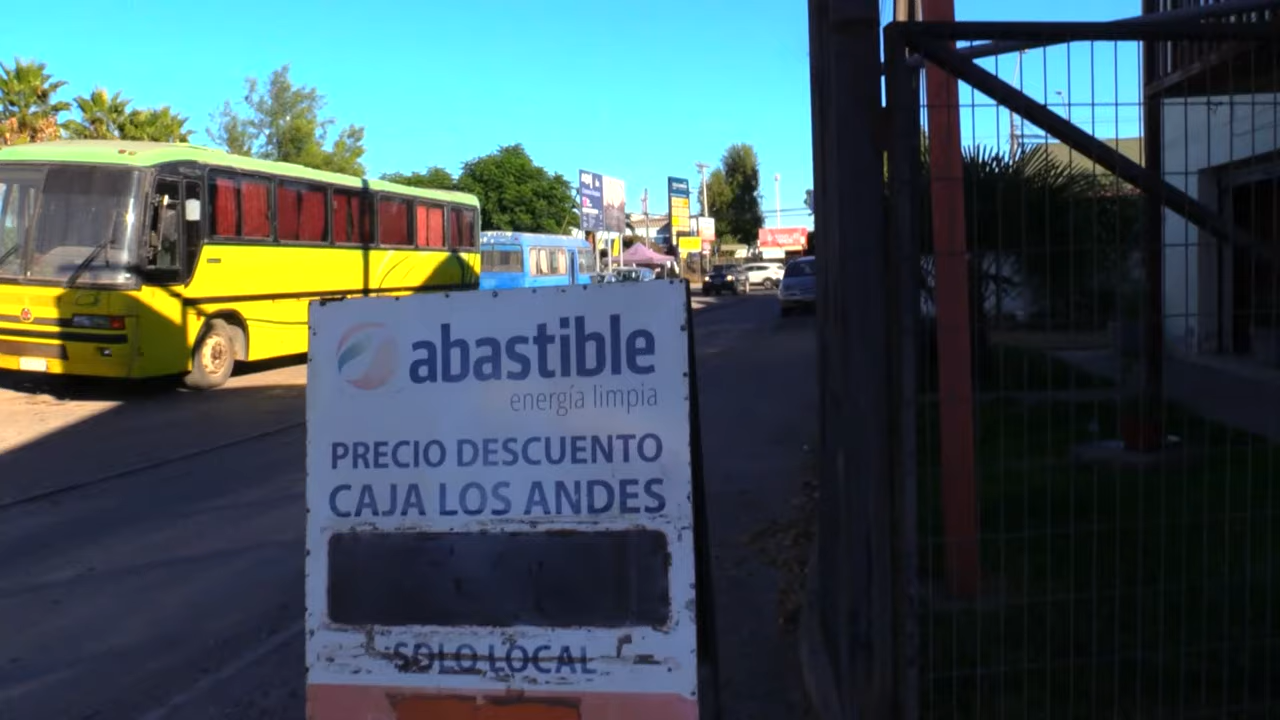 abastible
energía limpia
PRECIO DESCUENTO
CAJA LOS ANDES
SOLO LOCAL